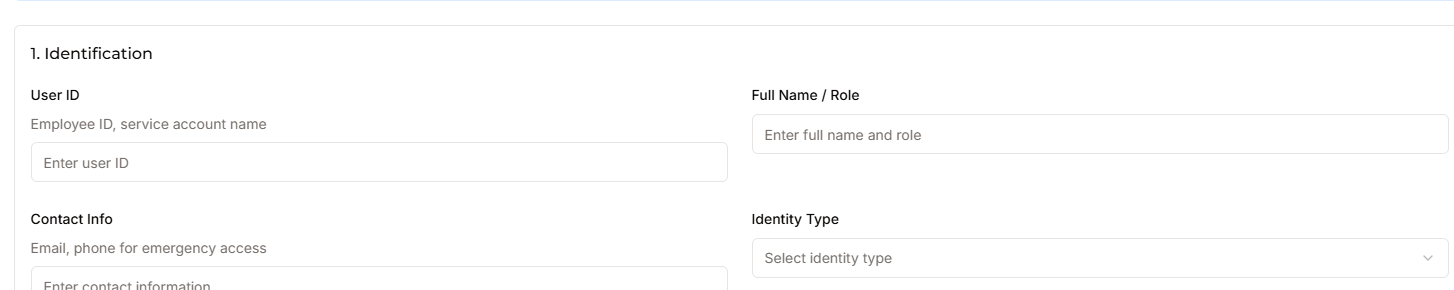 1. Identification
User ID
Employee ID, service account name
Enter user ID
Full Name / Role
Enter full name and role
Contact Info
Email, phone for emergency access
Enter contact information
Identity Type
Select identity type